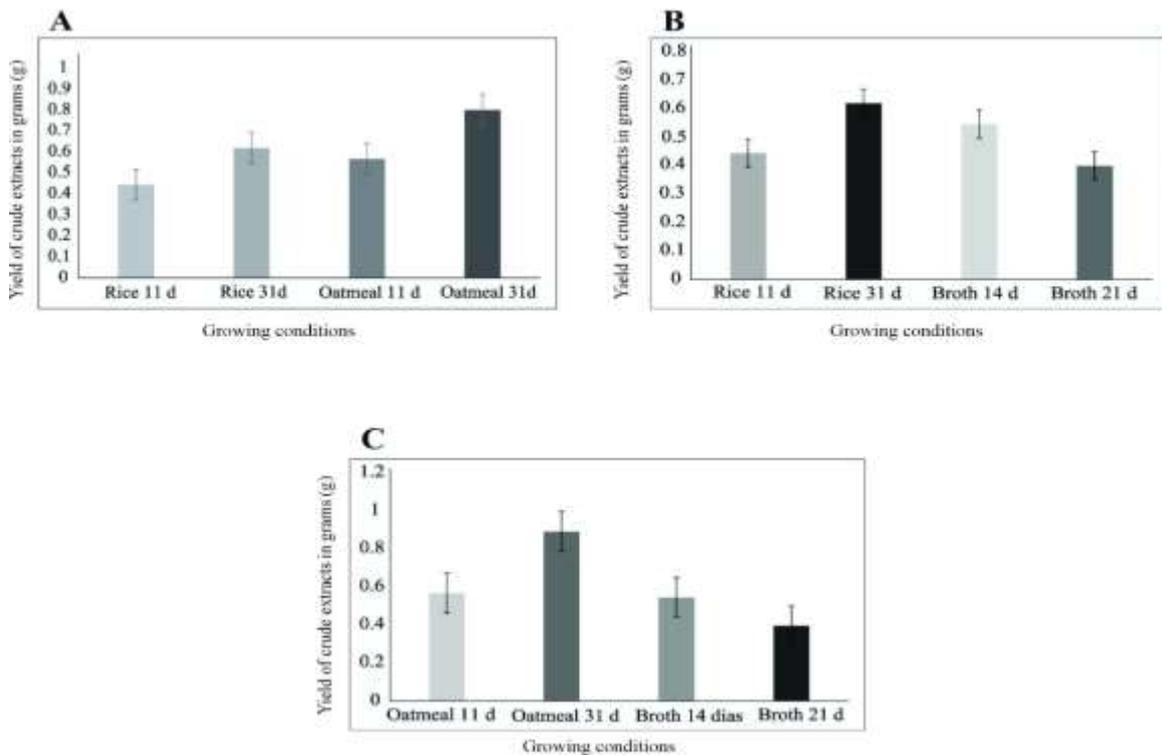 A
Yield of crude extracts in grams (g)
1
0.9
0.8
0.7
0.6
0.5
0.4
0.3
0.2
0.1
0
Rice 11 d
Rice 31d
Oatmeal 11 d
Oatmeal 31d
Growing conditions
B
Yield of crude extracts in grams (g)
0.8
0.7
0.6
0.5
0.4
0.3
0.2
0.1
0
Rice 11 d
Rice 31 d
Broth 14 d
Broth 21 d
Growing conditions
C
Yield of crude extracts in grams (g)
1.2
1
0.8
0.6
0.4
0.2
0
Oatmeal 11 d
Oatmeal 31 d
Broth 14 dias
Broth 21 d
Growing conditions